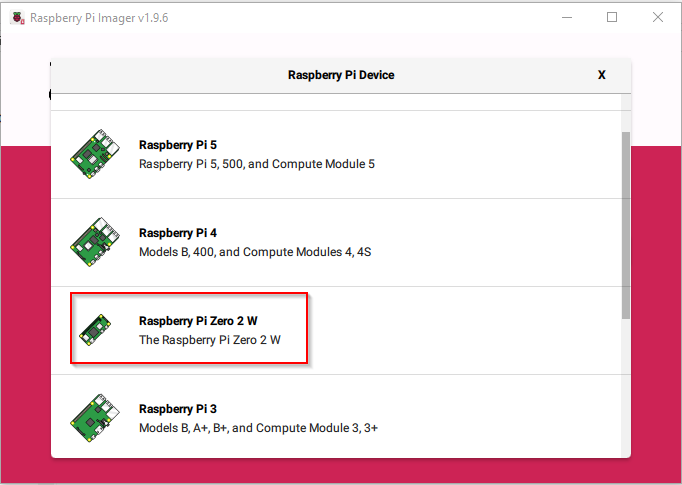 Raspberry Pi Imager v1.9.6
Raspberry Pi Device
X
Raspberry Pi 5
Raspberry Pi 5, 500, and Compute Module 5
Raspberry Pi 4
Models B, 400, and Compute Modules 4, 4S
Raspberry Pi Zero 2 W
The Raspberry Pi Zero 2 W
Raspberry Pi 3
Models B, A+, B+, and Compute Module 3, 3+